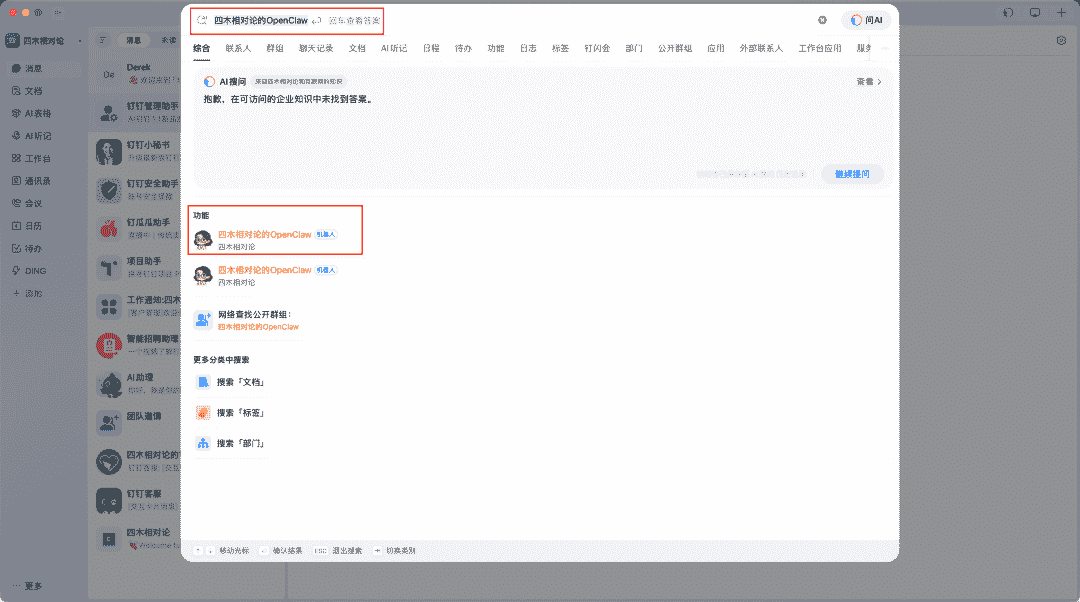 四木相对论的OpenClaw
回车查看答案
问AI
综合 联系人 群组 聊天记录 文档 AI听记 日程 待办 功能 日志 标签 钉闪会 部门 公开群组 应用 外部联系人 工作台应用
AI搜问
查看
抱歉，在可访问的企业知识中未找到答案。
继续提问
功能
四木相对论的OpenClaw 机器人
四木相对论
四木相对论的OpenClaw 机器人
四木相对论
网络查找公开群组：
四木相对论的OpenClaw
更多分类中搜索
搜索「文档」
搜索「标签」
搜索「部门」
移动光标 确认结果 ESC 退出搜索 切换类别
四木相对论
消息
文档
AI表格
AI听记
工作台
通讯录
会议
日历
待办
DING
添加
更多
消息 未读
De
Derek
钉钉管理助手
钉钉小秘书
钉钉安全助手
钉瓜瓜助手
项目助手
工作通知:四木
智能招聘助理
AI助理
团队邀请
四木相对论的
钉钉客服
四木相对论